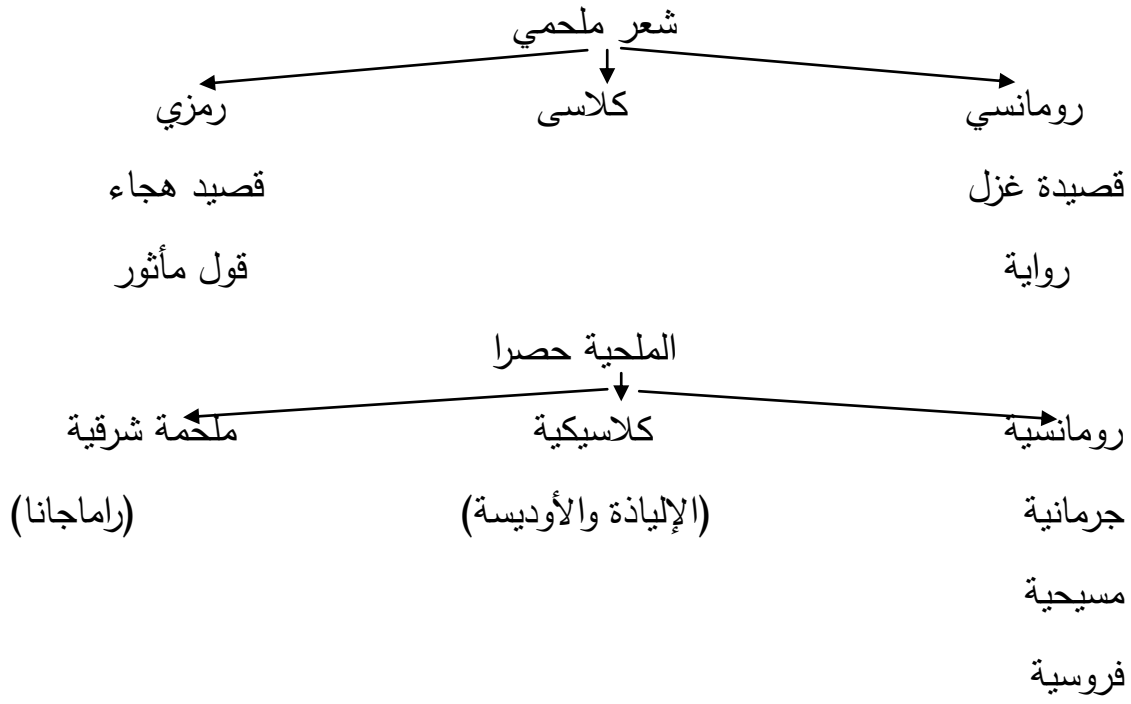 شعر ملحمي
رومانسي كلاسى رمزي
قصيدة غزل قصيد هجاء
رواية قول مأثور
الملحية حصرا
رومانسية كلاسيكية ملحمة شرقية
جرمانية (الإلياذة والأوديسة) (راماجانا)
مسيحية
فروسية